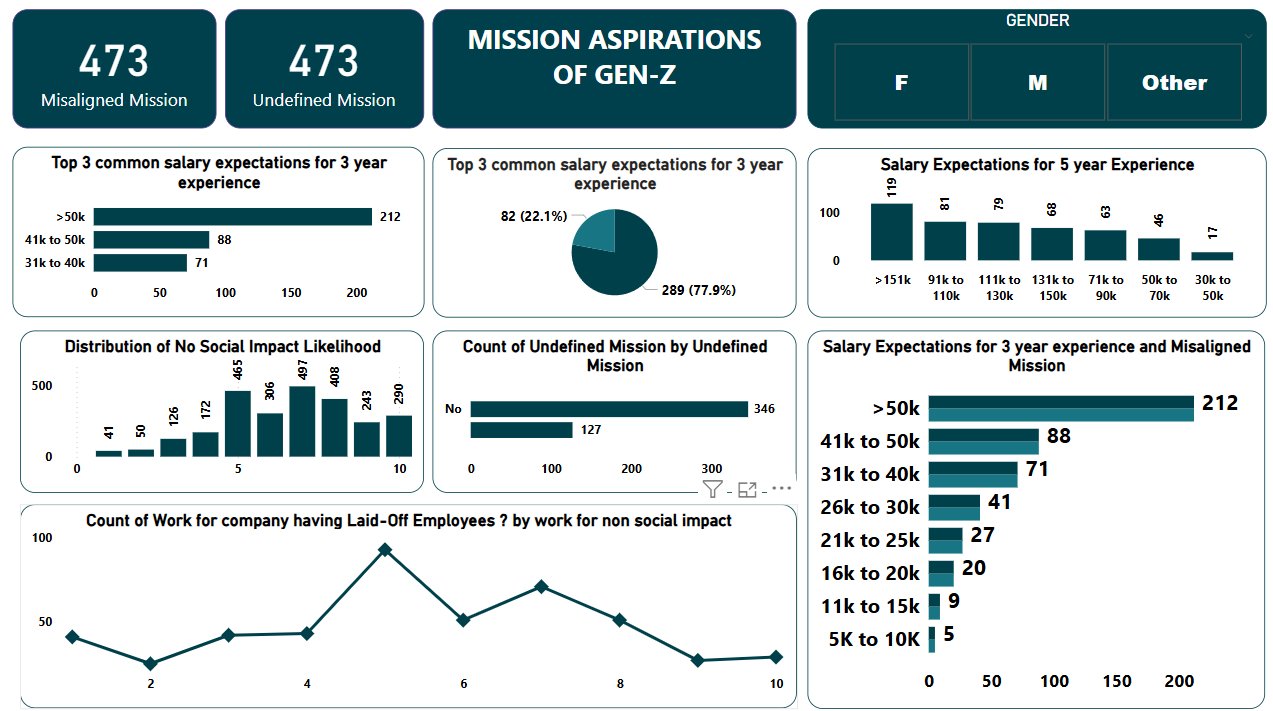 473
Misaligned Mission
473
Undefined Mission
MISSION ASPIRATIONS
OF GEN-Z
GENDER
F
M
Other
Top 3 common salary expectations for 3 year
experience
>50k
212
41k to 50k
88
31k to 40k
71
0
50
100
150
200
Top 3 common salary expectations for 3 year
experience
82 (22.1%)
289 (77.9%)
Salary Expectations for 5 year Experience
100
0
119
81
79
68
63
46
17
>151k
91k to
110k
111k to
130k
131k to
150k
71k to
90k
50k to
70k
30k to
50k
Distribution of No Social Impact Likelihood
500
0
41
50
126
172
465
306
497
408
243
290
0
5
10
Count of Undefined Mission by Undefined
Mission
No
346
127
0
100
200
300
Salary Expectations for 3 year experience and Misaligned
Mission
>50k
212
41k to 50k
88
31k to 40k
71
26k to 30k
41
21k to 25k
27
16k to 20k
20
11k to 15k
9
5K to 10K
5
0
50
100
150
200
Count of Work for company having Laid-Off Employees ? by work for non social impact
100
50
2
4
6
8
10